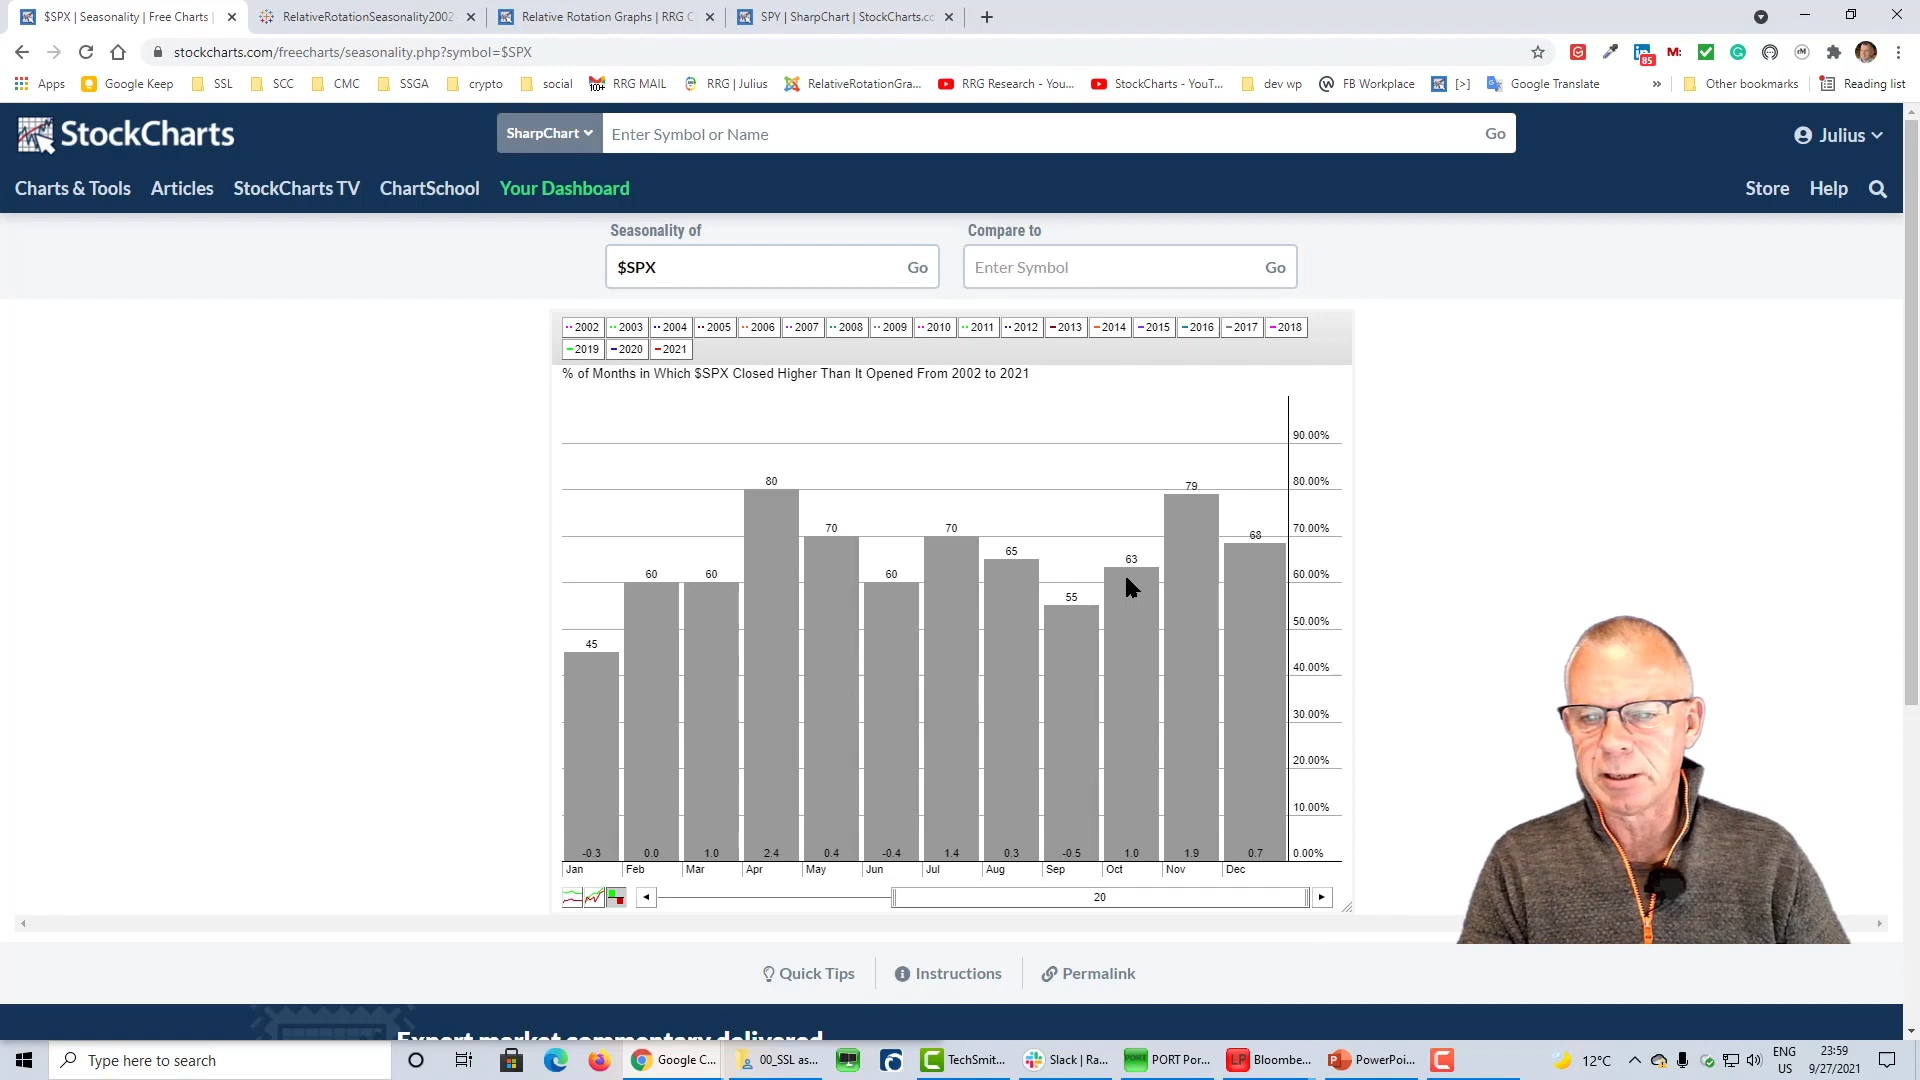 $SPX | Seasonality | Free Charts |
RelativeRotationSeasonality2002
Relative Rotation Graphs | RRG C
SPY | SharpChart | StockCharts.co
stockcharts.com/freecharts/seasonality.php?symbol=$SPX
85
M:
rM
Apps
Google Keep
SSL
SCC
CMC
SSGA
crypto
social
100+
RRG MAIL
RRG | Julius
RelativeRotationGra...
RRG Research - You...
StockCharts - YouT...
dev wp
FB Workplace
[>]
Google Translate
»
Other bookmarks
Reading list
StockCharts
SharpChart
Enter Symbol or Name
Go
Julius
Charts & Tools
Articles
StockCharts TV
ChartSchool
Your Dashboard
Store
Help
Seasonality of
Compare to
$SPX
Go
Enter Symbol
Go
2002 2003 2004 2005 2006 2007 2008 2009 2010 2011 2012 2013 2014 2015 2016 2017 2018
2019 2020 2021
% of Months in Which $SPX Closed Higher Than It Opened From 2002 to 2021
90.00%
80.00%
70.00%
60.00%
50.00%
40.00%
30.00%
20.00%
10.00%
0.00%
45 60 60 80 70 60 70 65 55 63 79 68
-0.3 0.0 1.0 2.4 0.4 -0.4 1.4 0.3 -0.5 1.0 1.9 0.7
Jan Feb Mar Apr May Jun Jul Aug Sep Oct Nov Dec
20
Quick Tips
Instructions
Permalink
Expert market commentary delivered
Type here to search
Google C...
00_SSL as...
TechSmit...
Slack | Ra...
PORT
PORT Por...
LP
Bloombe...
PowerPoi...
12°C
ENG
US
23:59
9/27/2021